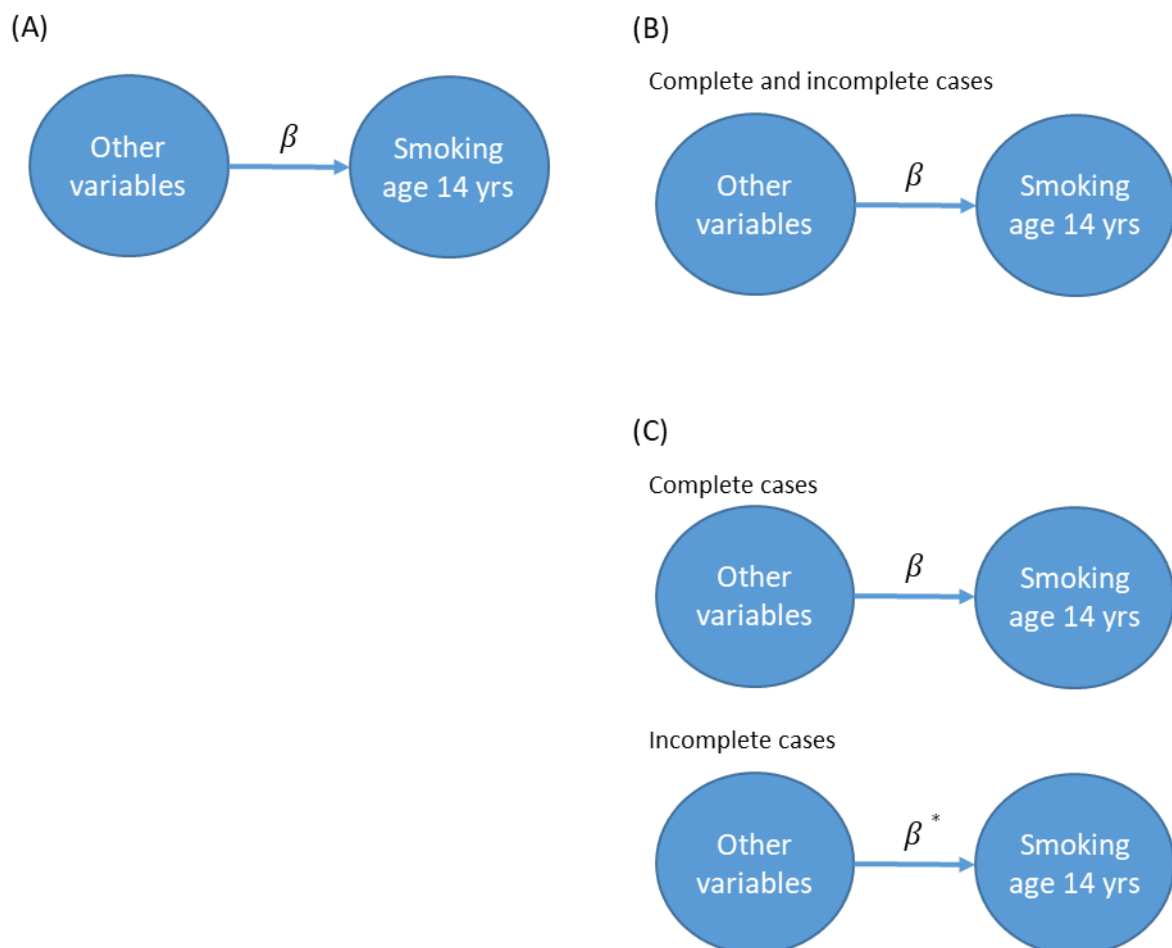 (A)
Other
variables
β
Smoking
age 14 yrs
(B)
Complete and incomplete cases
Other
variables
β
Smoking
age 14 yrs
(C)
Complete cases
Other
variables
β
Smoking
age 14 yrs
Incomplete cases
Other
variables
β *
Smoking
age 14 yrs